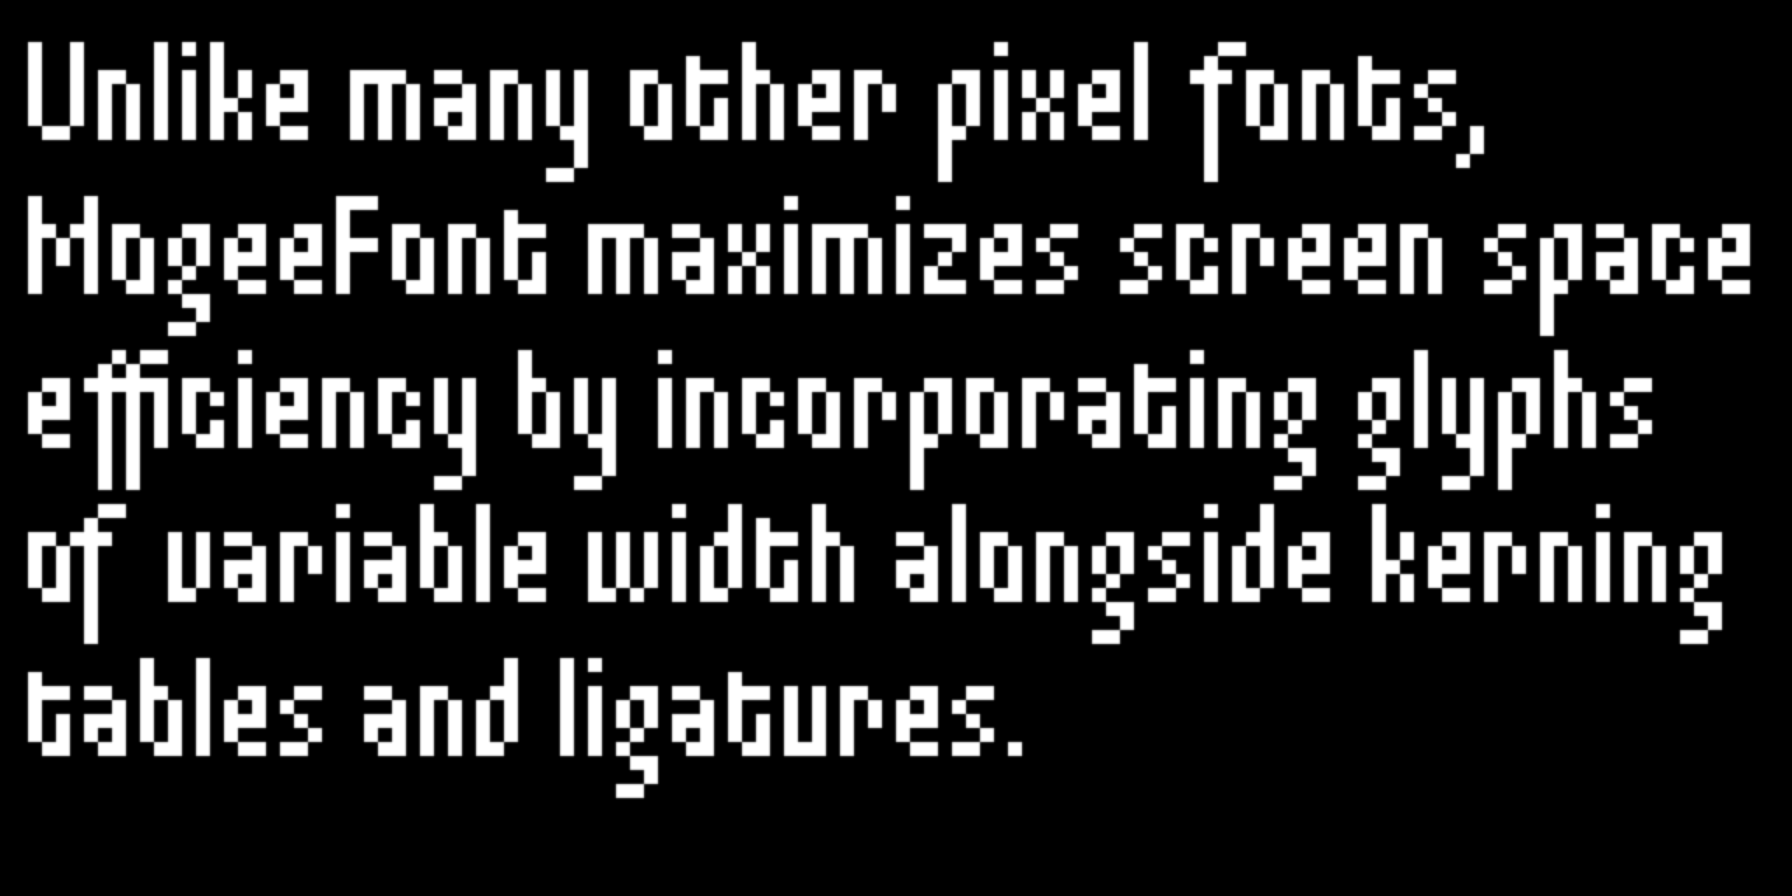 Unlike many other pixel fonts,
MogeeFont maximizes screen space
efficiency by incorporating glyphs
of variable width alongside kerning
tables and ligatures.